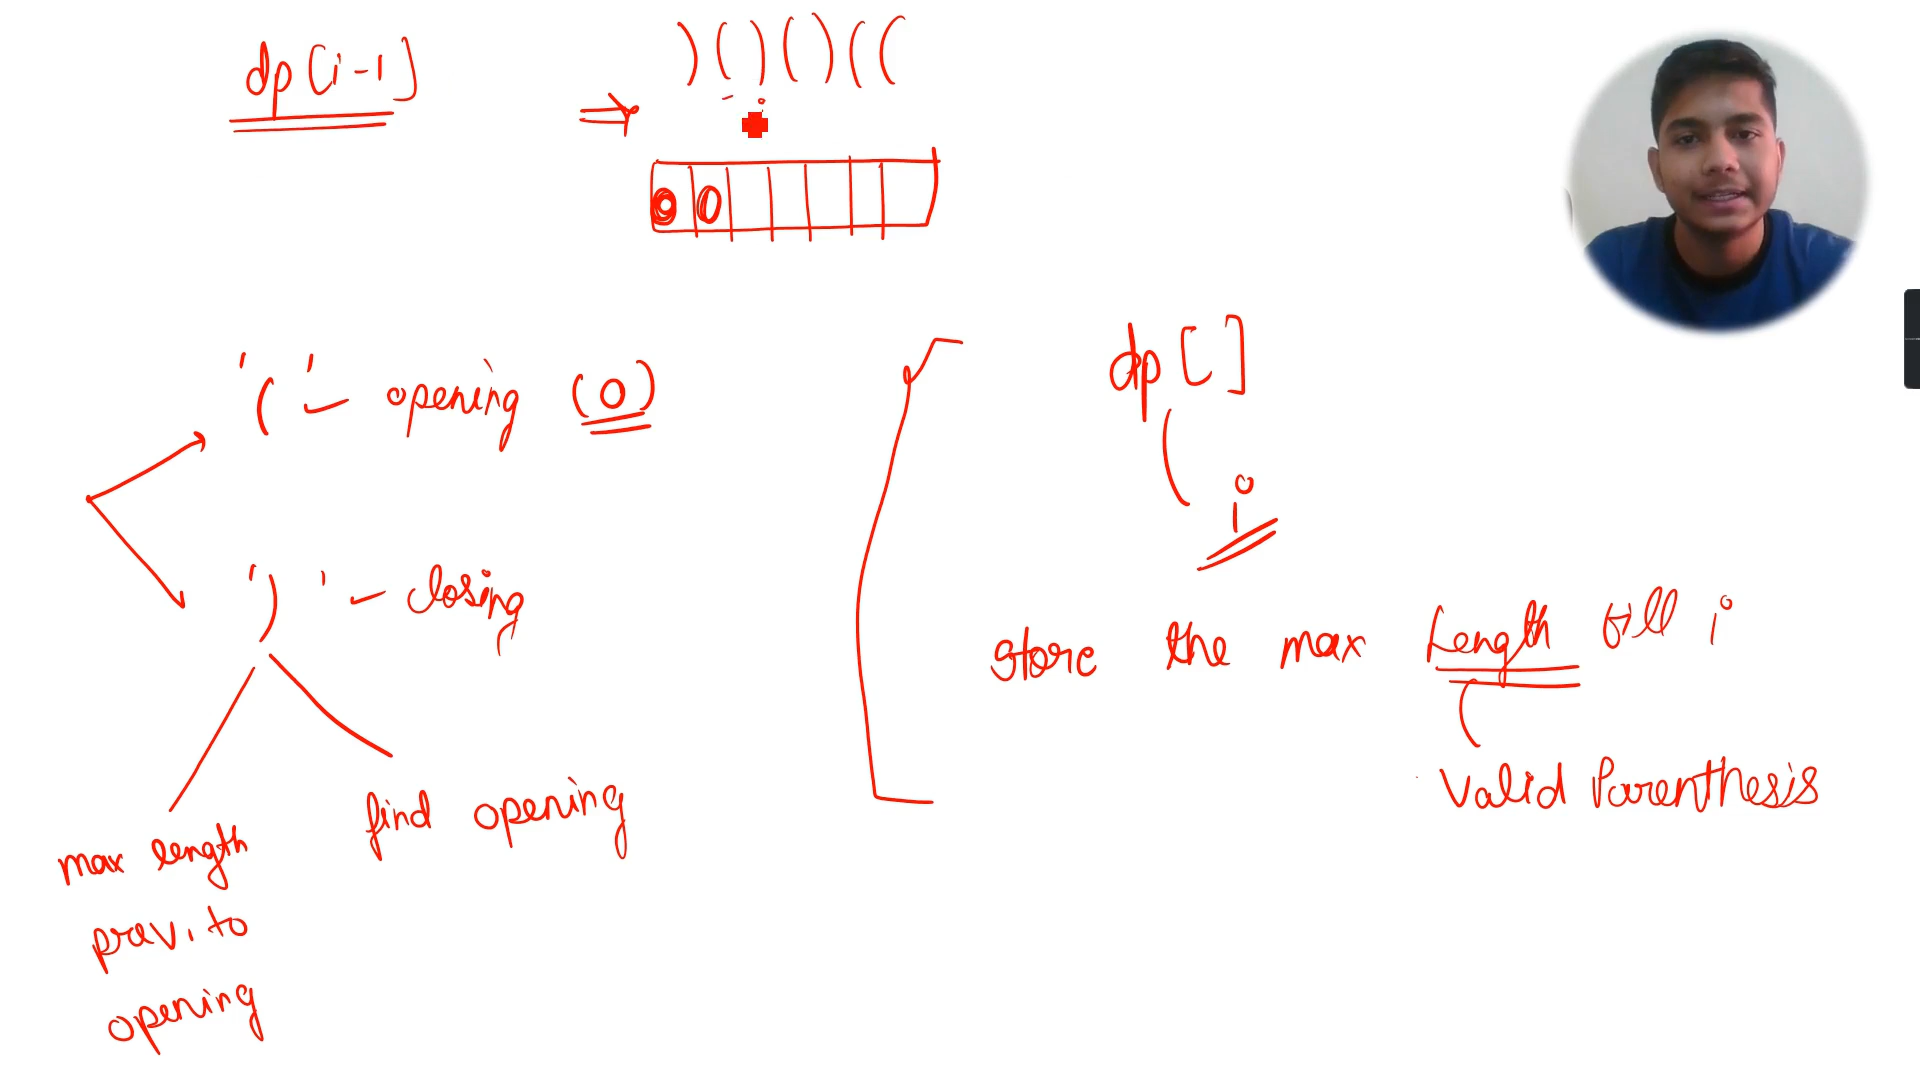 dp[i-1]
)()()((
0 0
'(' - opening (0)
')' - closing
max length
prev. to
opening
find opening
dp[]
i
store the max Length till i
Valid Parenthesis